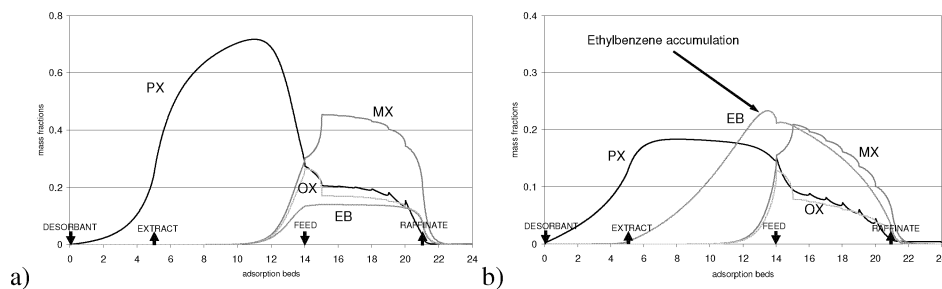 a)
0.8
0.6
0.4
0.2
0
mass fractions
PX
MX
OX
EB
DESORBANT
EXTRACT
FEED
RAFFINATE
0 2 4 6 8 10 12 14 16 18 20 22 24
adsorption beds
b)
0.4
0.3
0.2
0.1
0
mass fractions
Ethylbenzene accumulation
EB
PX
MX
OX
DESORBANT
EXTRACT
FEED
RAFFINATE
0 2 4 6 8 10 12 14 16 18 20 22 2
adsorption beds